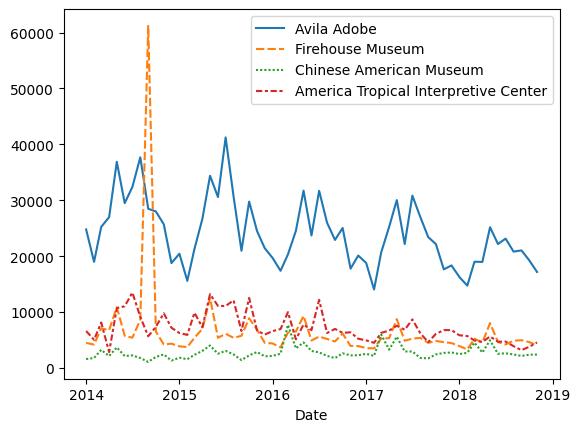 Avila Adobe
Firehouse Museum
Chinese American Museum
America Tropical Interpretive Center
60000
50000
40000
30000
20000
10000
0
2014 2015 2016 2017 2018 2019
Date